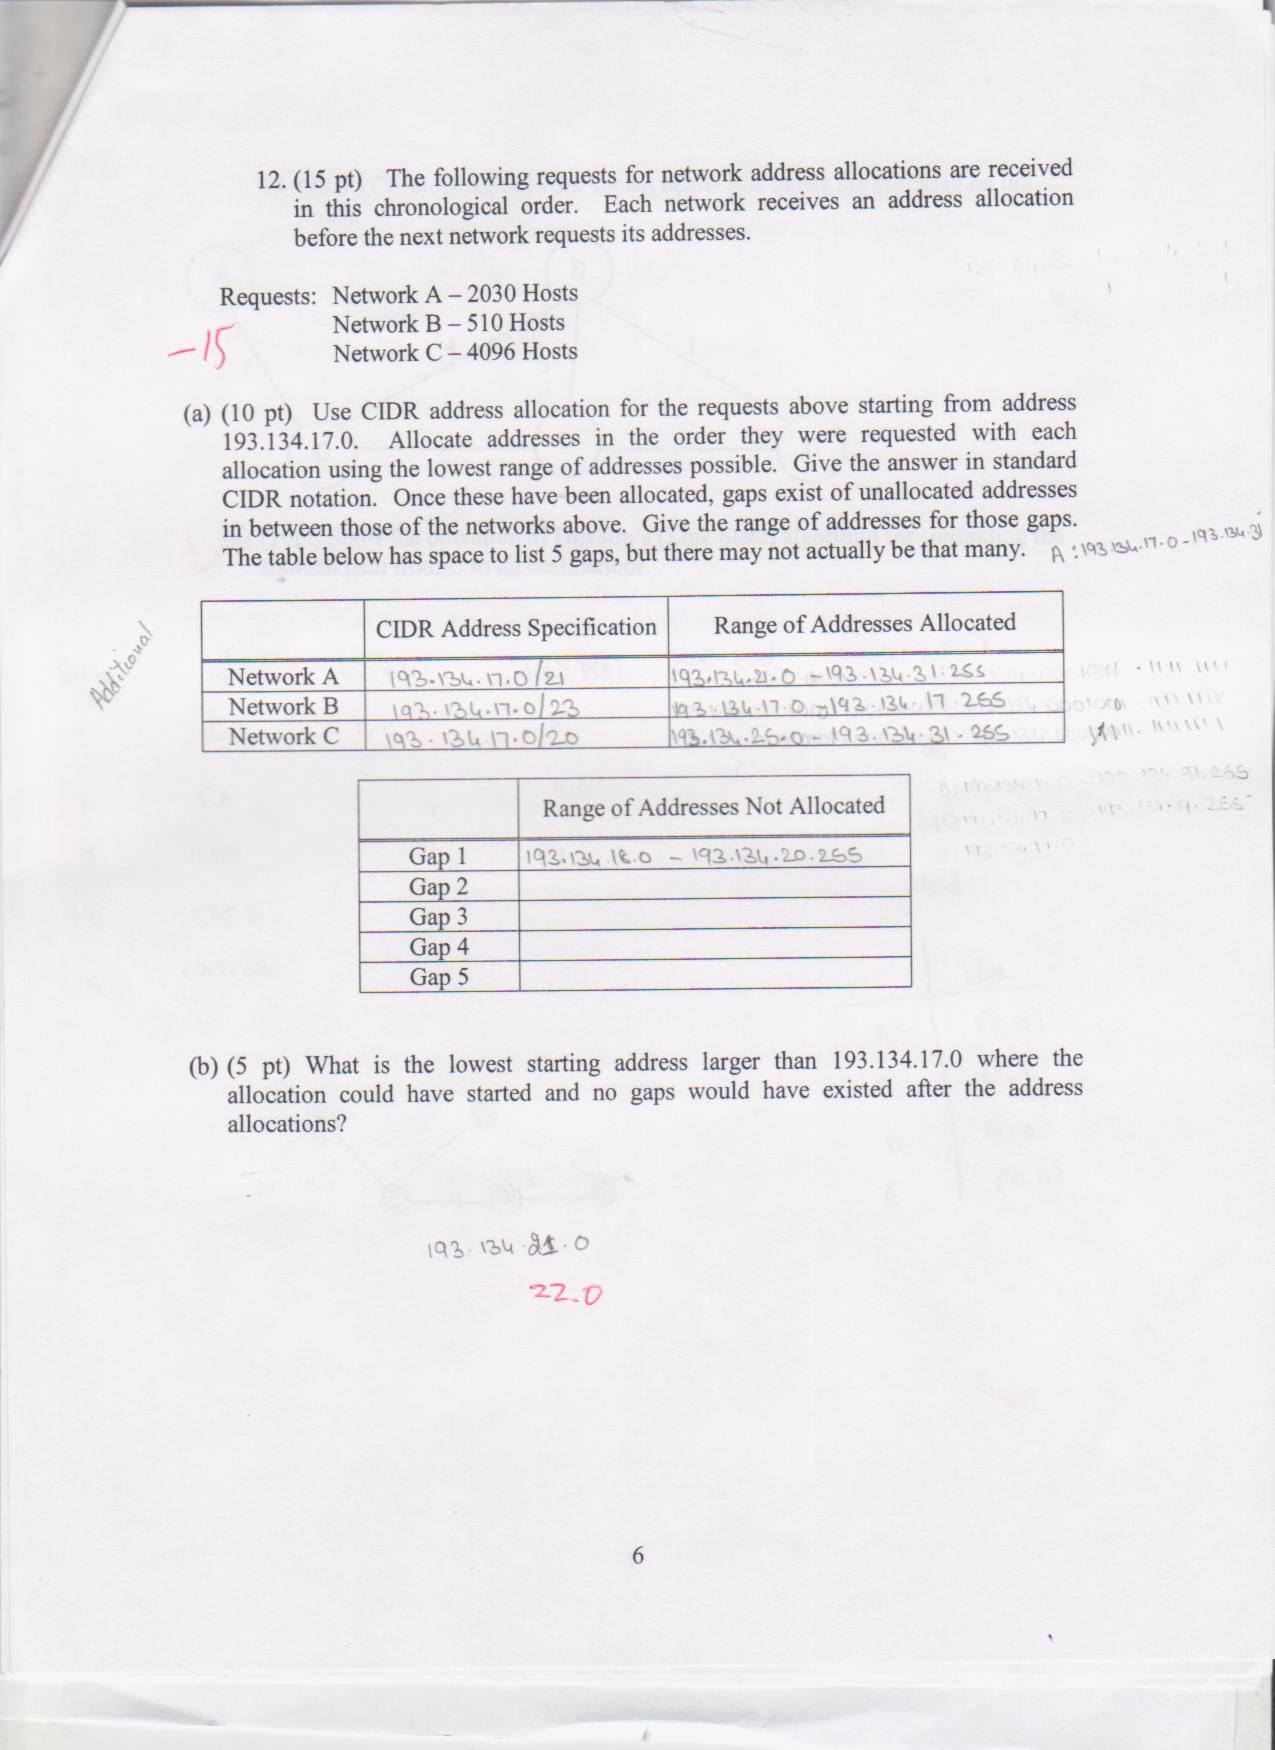 12. (15 pt) The following requests for network address allocations are received
in this chronological order. Each network receives an address allocation
before the next network requests its addresses.
Requests: Network A – 2030 Hosts
Network B – 510 Hosts
Network C – 4096 Hosts
-15
(a) (10 pt) Use CIDR address allocation for the requests above starting from address
193.134.17.0. Allocate addresses in the order they were requested with each
allocation using the lowest range of addresses possible. Give the answer in standard
CIDR notation. Once these have been allocated, gaps exist of unallocated addresses
in between those of the networks above. Give the range of addresses for those gaps.
The table below has space to list 5 gaps, but there may not actually be that many.
A : 193.134.17.0 - 193.134.31
Additional
CIDR Address Specification Range of Addresses Allocated
Network A 193.134.17.0/21 193.134.21.0 - 193.134.31.255
Network B 193.134.17.0/23 193.134.17.0 - 193.134.17.255
Network C 193.134.17.0/20 193.134.25.0 - 193.134.31.255
Range of Addresses Not Allocated
Gap 1 193.134.18.0 - 193.134.20.255
Gap 2
Gap 3
Gap 4
Gap 5
(b) (5 pt) What is the lowest starting address larger than 193.134.17.0 where the
allocation could have started and no gaps would have existed after the address
allocations?
193.134.21.0
22.0
6